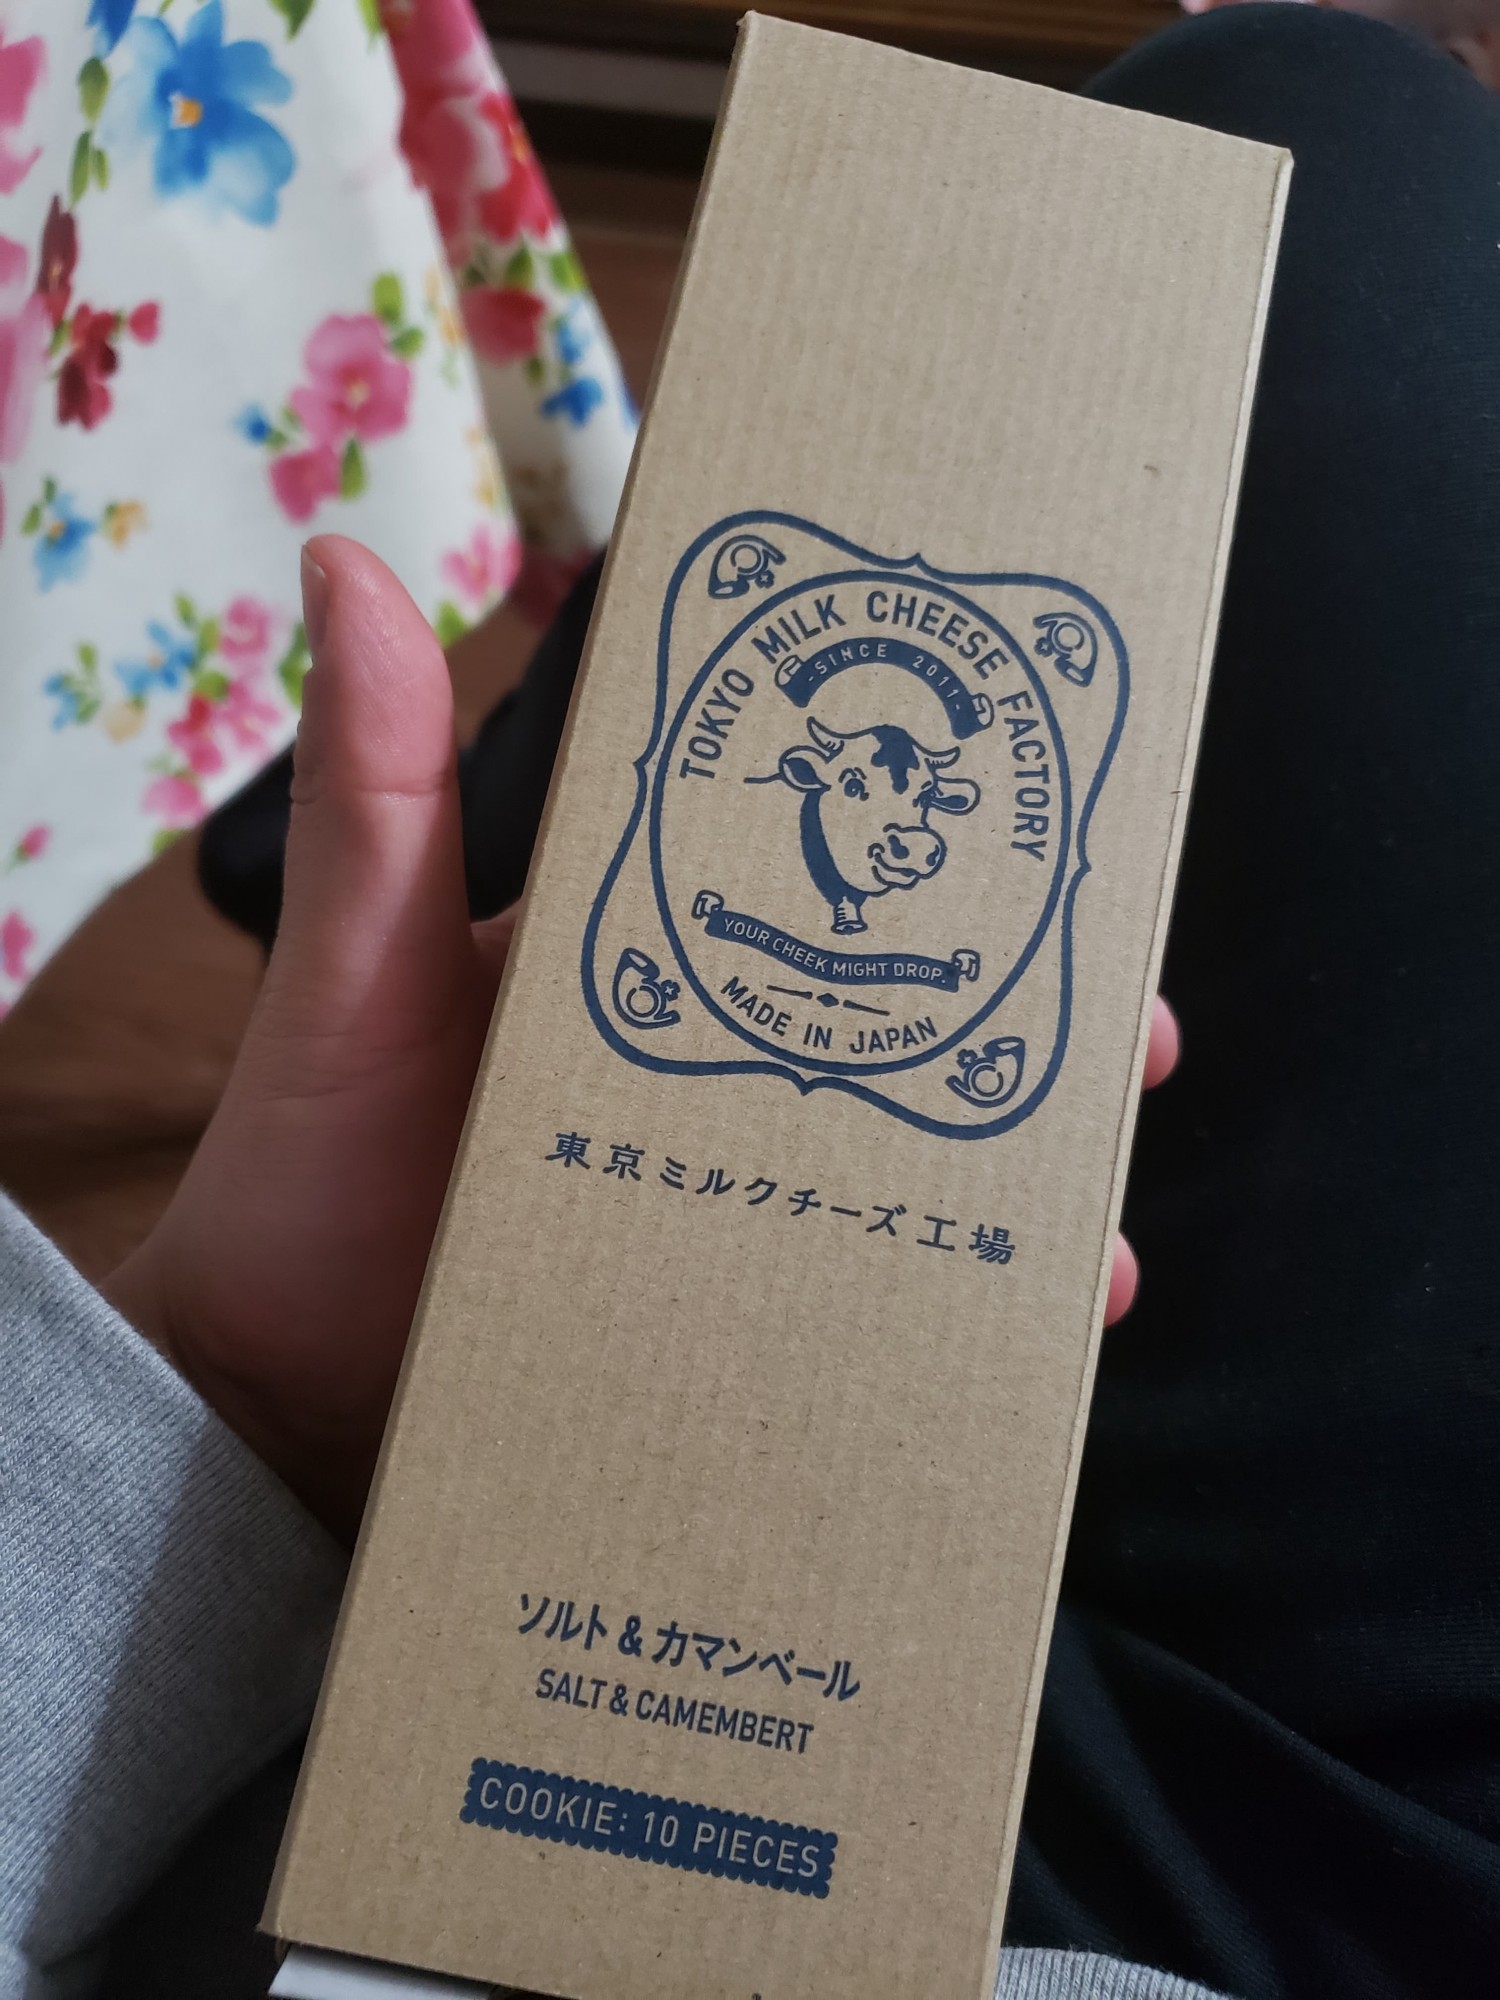 TOKYO MILK CHEESE FACTORY
-SINCE 2011-
YOUR CHEEK MIGHT DROP.
MADE IN JAPAN
東京ミルクチーズ工場
ソルト&カマンベール
SALT & CAMEMBERT
COOKIE: 10 PIECES